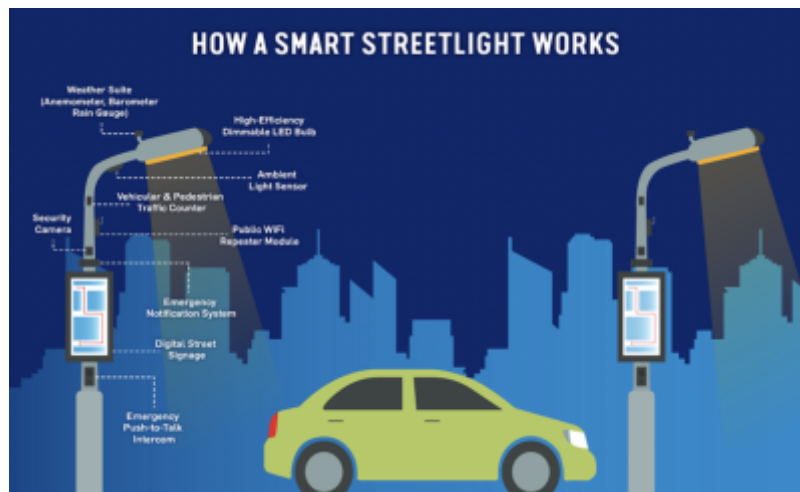 HOW A SMART STREETLIGHT WORKS
Weather Suite
(Anemometer, Barometer
Rain Gauge)
High-Efficiency
Dimmable LED Bulb
Ambient
Light Sensor
Vehicular & Pedestrian
Traffic Counter
Security
Camera
Public WiFi
Repeater Module
Emergency
Notification System
Digital Street
Signage
Emergency
Push-to-Talk
Intercom